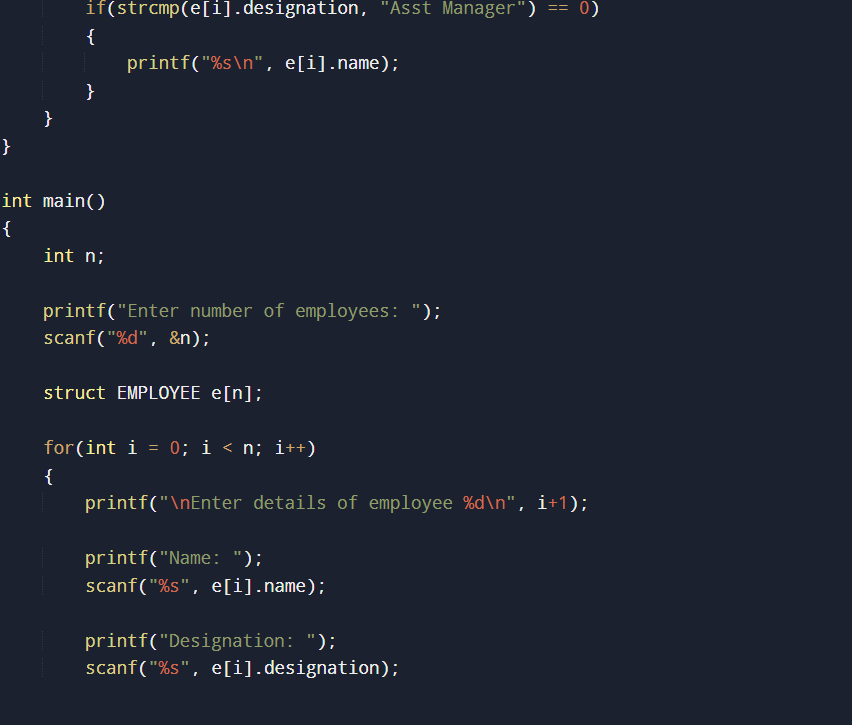 if(strcmp(e[i].designation, "Asst Manager") == 0)
        {
            printf("%s\n", e[i].name);
        }
    }
}

int main()
{
    int n;

    printf("Enter number of employees: ");
    scanf("%d", &n);

    struct EMPLOYEE e[n];

    for(int i = 0; i < n; i++)
    {
        printf("\nEnter details of employee %d\n", i+1);

        printf("Name: ");
        scanf("%s", e[i].name);

        printf("Designation: ");
        scanf("%s", e[i].designation);